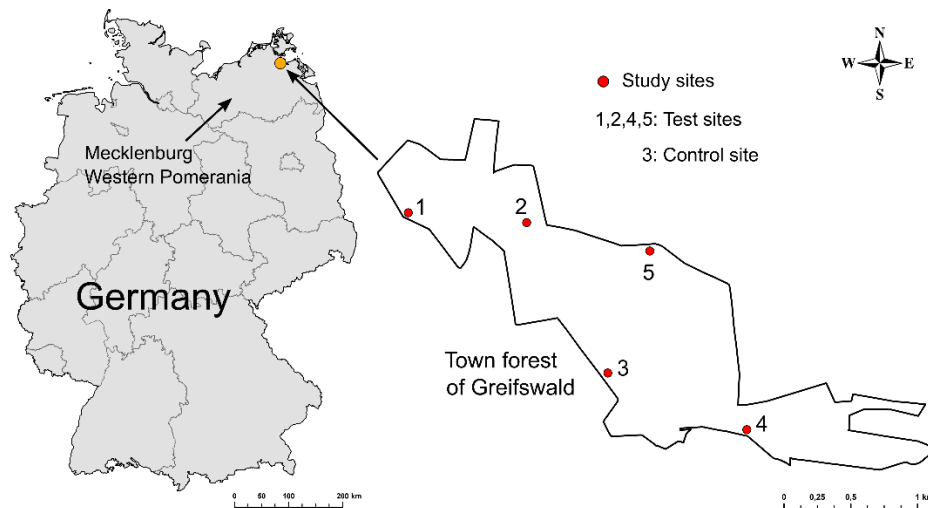 N
W E
S
Study sites
1,2,4,5: Test sites
3: Control site
Mecklenburg
Western Pomerania
1
2
5
Germany
Town forest
of Greifswald
3
4
0 50 100 200 km
0 0,25 0,5 1 km